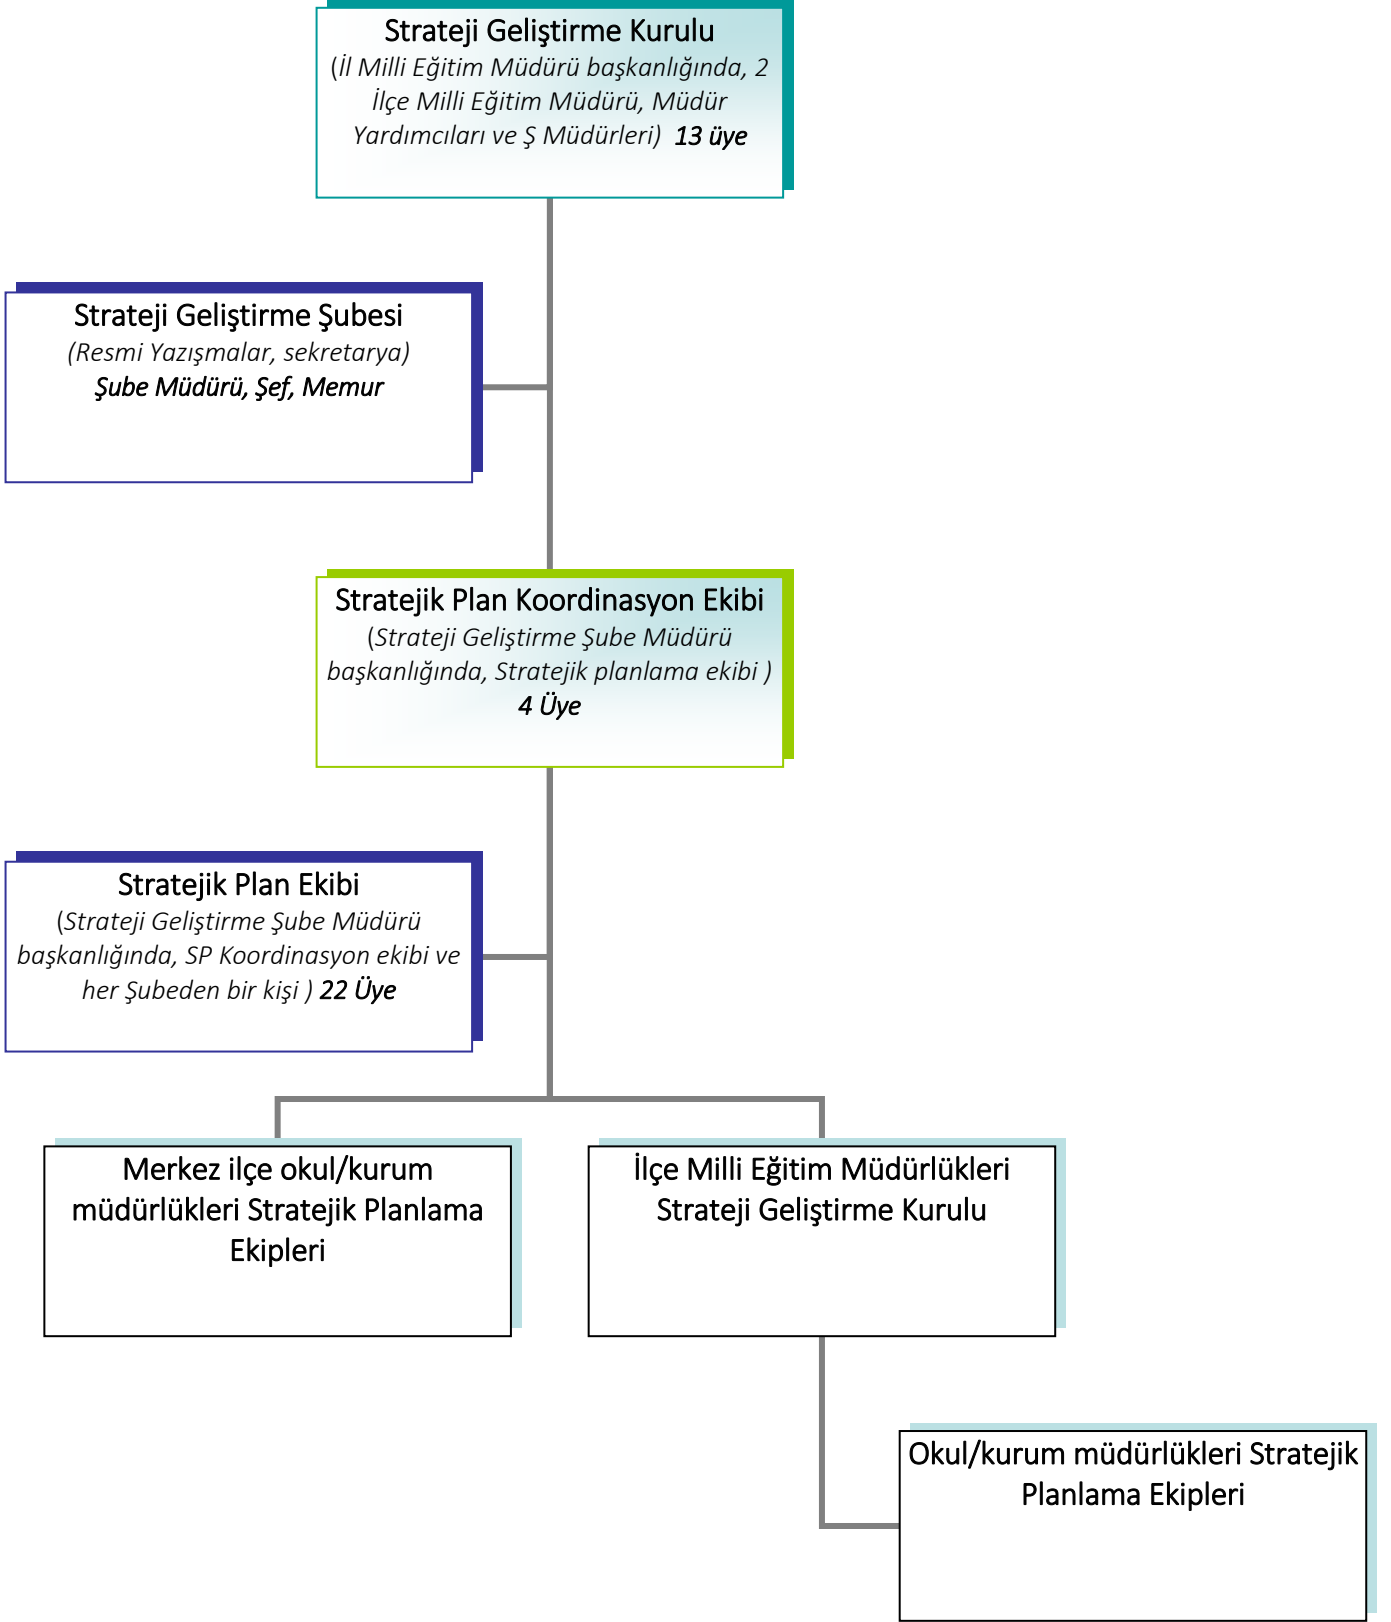 Strateji Geliştirme Kurulu
(İl Milli Eğitim Müdürü başkanlığında, 2
İlçe Milli Eğitim Müdürü, Müdür
Yardımcıları ve Ş Müdürleri) 13 üye
Strateji Geliştirme Şubesi
(Resmi Yazışmalar, sekretarya)
Şube Müdürü, Şef, Memur
Stratejik Plan Koordinasyon Ekibi
(Strateji Geliştirme Şube Müdürü
başkanlığında, Stratejik planlama ekibi )
4 Üye
Stratejik Plan Ekibi
(Strateji Geliştirme Şube Müdürü
başkanlığında, SP Koordinasyon ekibi ve
her Şubeden bir kişi ) 22 Üye
Merkez ilçe okul/kurum
müdürlükleri Stratejik Planlama
Ekipleri
İlçe Milli Eğitim Müdürlükleri
Strateji Geliştirme Kurulu
Okul/kurum müdürlükleri Stratejik
Planlama Ekipleri